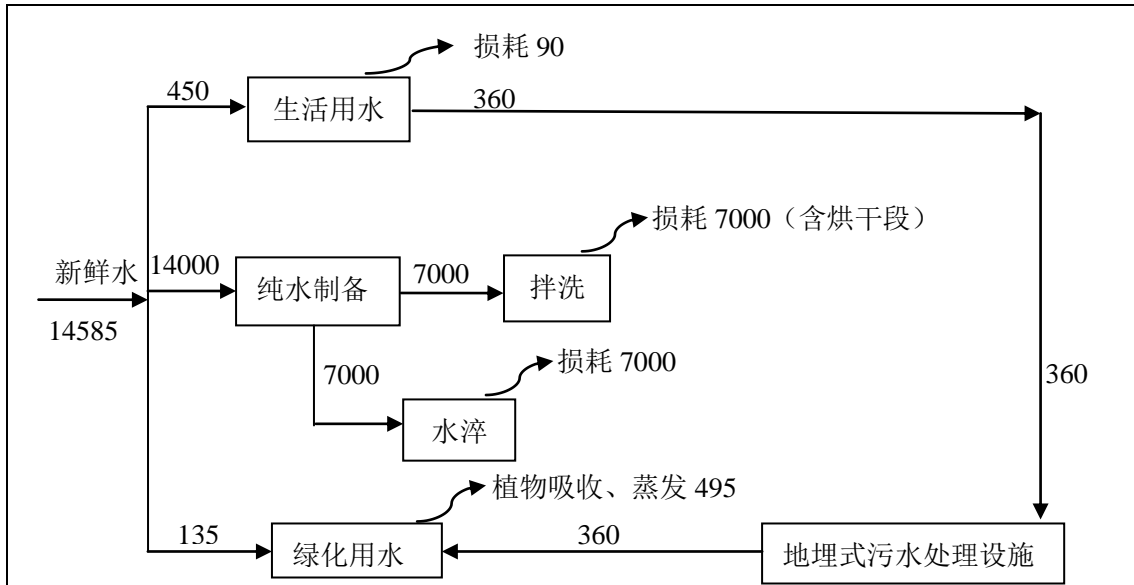 损耗 90
450
生活用水
360
损耗 7000（含烘干段）
新鲜水
14000
纯水制备
7000
拌洗
14585
7000
损耗 7000
360
水淬
植物吸收、蒸发 495
135
绿化用水
360
地埋式污水处理设施